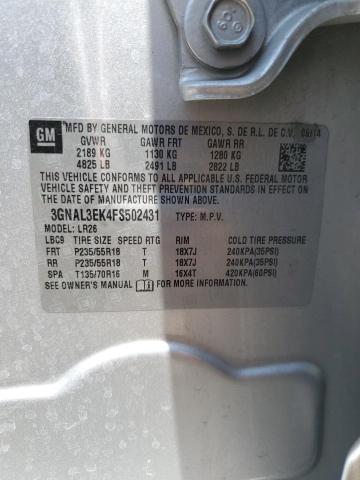 GM
MFD BY GENERAL MOTORS DE MEXICO, S. DE R.L. DE C.V. 08/14
GVWR GAWR FRT GAWR RR
2189 KG 1130 KG 1280 KG
4825 LB 2491 LB 2822 LB
THIS VEHICLE CONFORMS TO ALL APPLICABLE U.S. FEDERAL MOTOR
VEHICLE SAFETY, BUMPER, AND THEFT PREVENTION
STANDARDS IN EFFECT ON THE
DATE OF MANUFACTURE SHOWN ABOVE.
3GNAL3EK4FS502431 TYPE: M.P.V.
MODEL: LR26
LBC9 TIRE SIZE SPEED RTG RIM COLD TIRE PRESSURE
FRT P235/55R18 T 18X7J 240KPA(35PSI)
RR P235/55R18 T 18X7J 240KPA(35PSI)
SPA T135/70R16 M 16X4T 420KPA(60PSI)
SEE OWNER'S MANUAL FOR MORE INFORMATION.